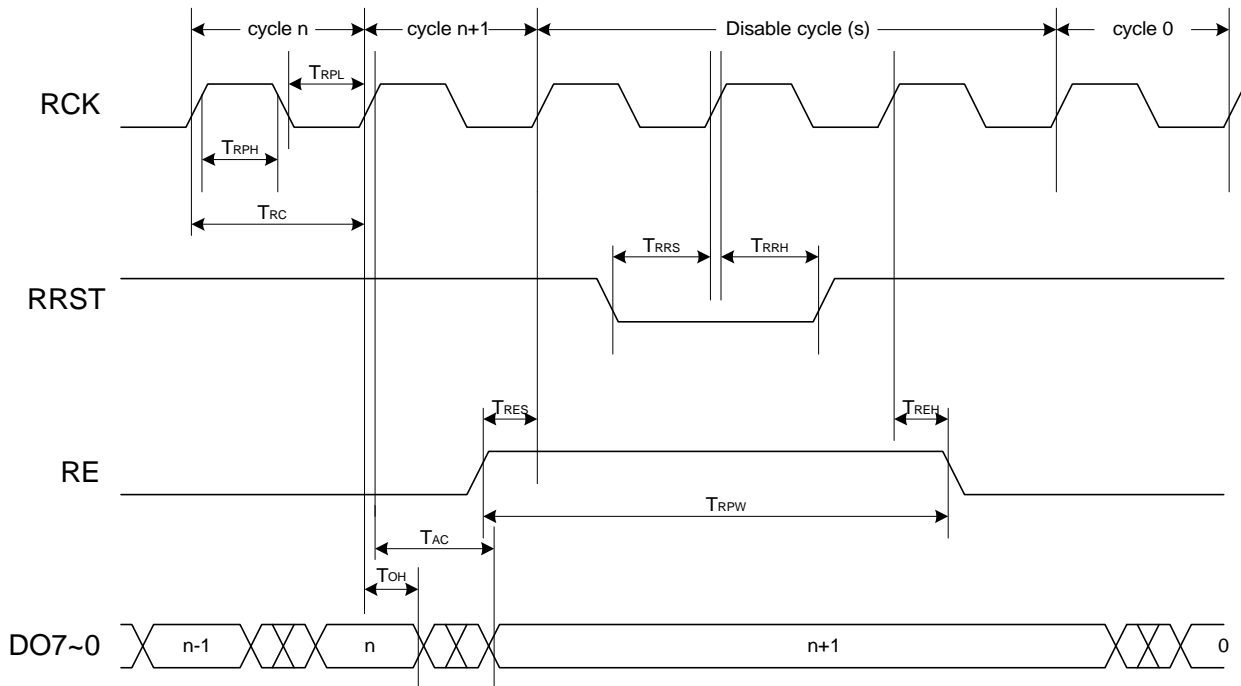 cycle n
cycle n+1
Disable cycle (s)
cycle 0
RCK
TRPL
TRPH
TRC
RRST
TRRS
TRRH
RE
TRES
TREH
TRPW
TAC
TOH
DO7~0
n-1
n
n+1
0